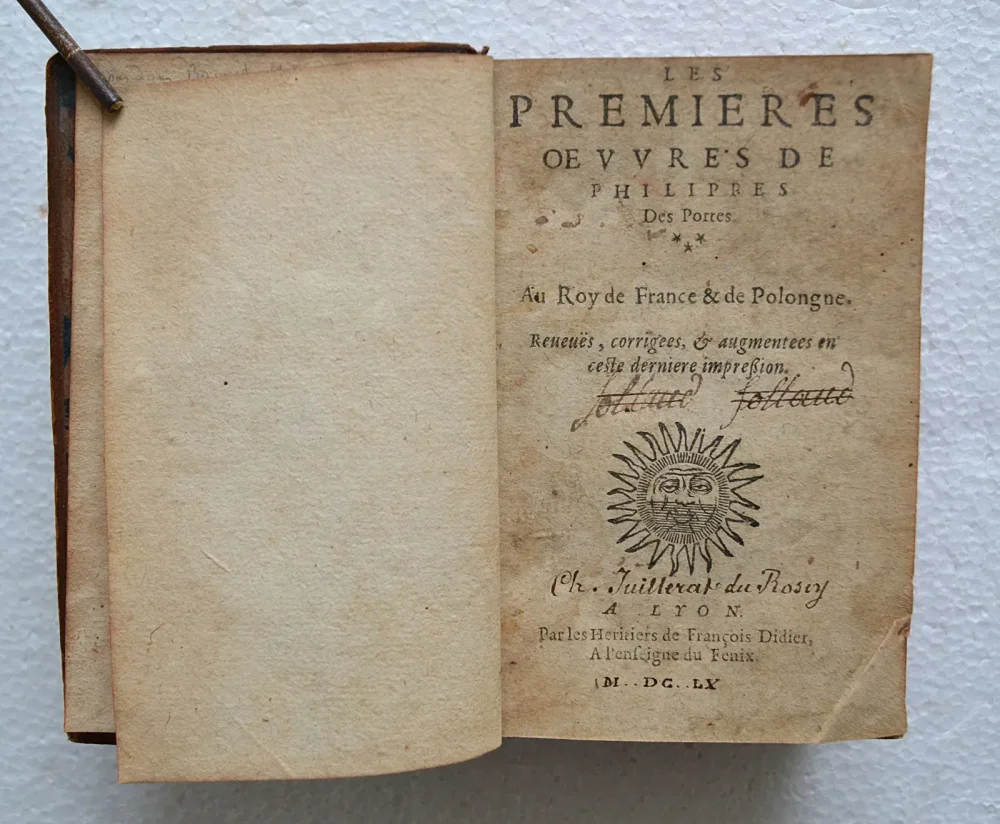 LES
PREMIERES
OEVVRES DE
PHILIPPES
Des Portes
Au Roy de France & de Polongne.
Reueuës, corrigees, & augmentees en
ceste derniere impreßion.
Ch. Juillerat du Rosey
A LYON.
Par les Heritiers de François Didier,
A l'enſeigne du Fenix.
M..DC..LX